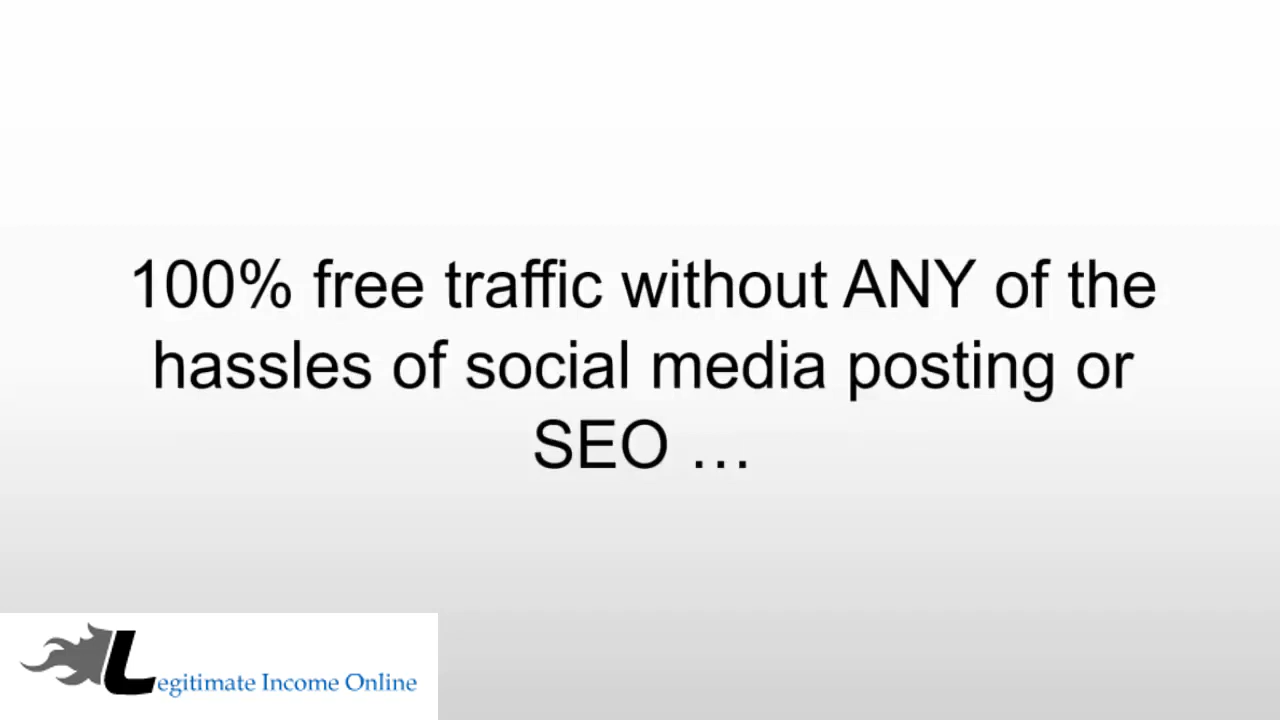 100% free traffic without ANY of the
hassles of social media posting or
SEO …
Legitimate Income Online